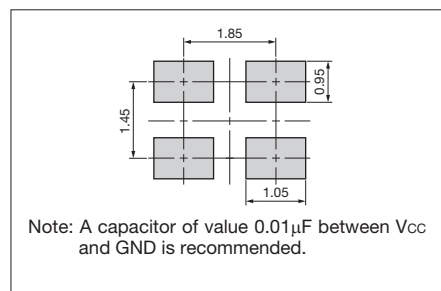 1.85
0.95
1.45
1.05
Note: A capacitor of value 0.01μF between Vcc
and GND is recommended.